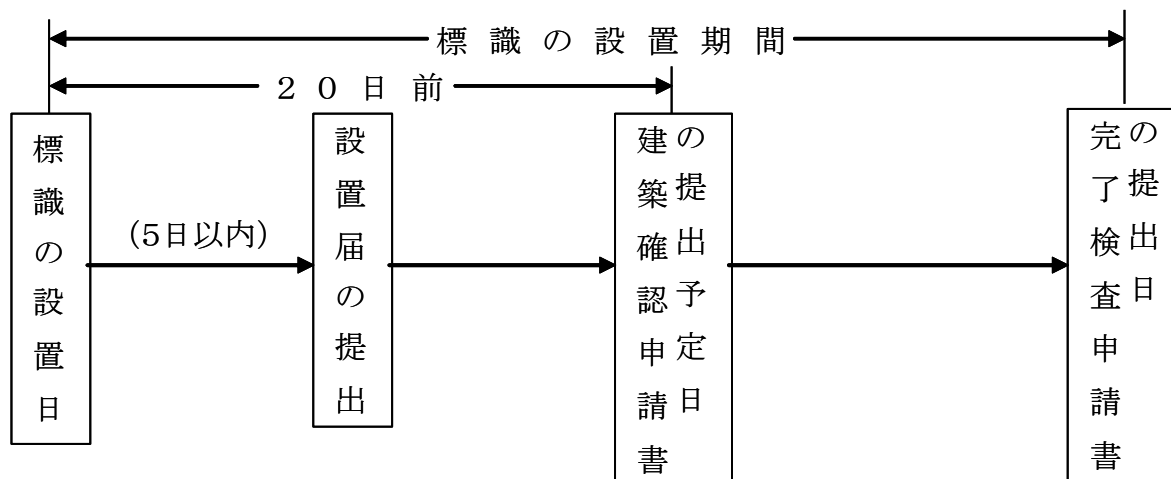 標識の設置期間
２０日前
標識の設置日
(5日以内)
設置届の提出
建築確認申請書
の提出予定日
完了検査申請書
の提出日